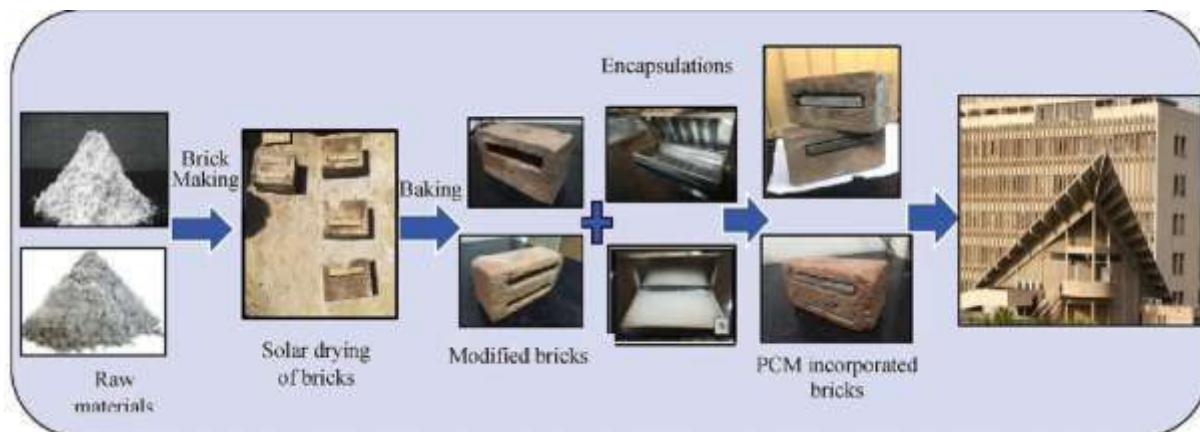 Encapsulations
Brick
Making
Baking
Solar drying
of bricks
Modified bricks
PCM incorporated
bricks
Raw
materials